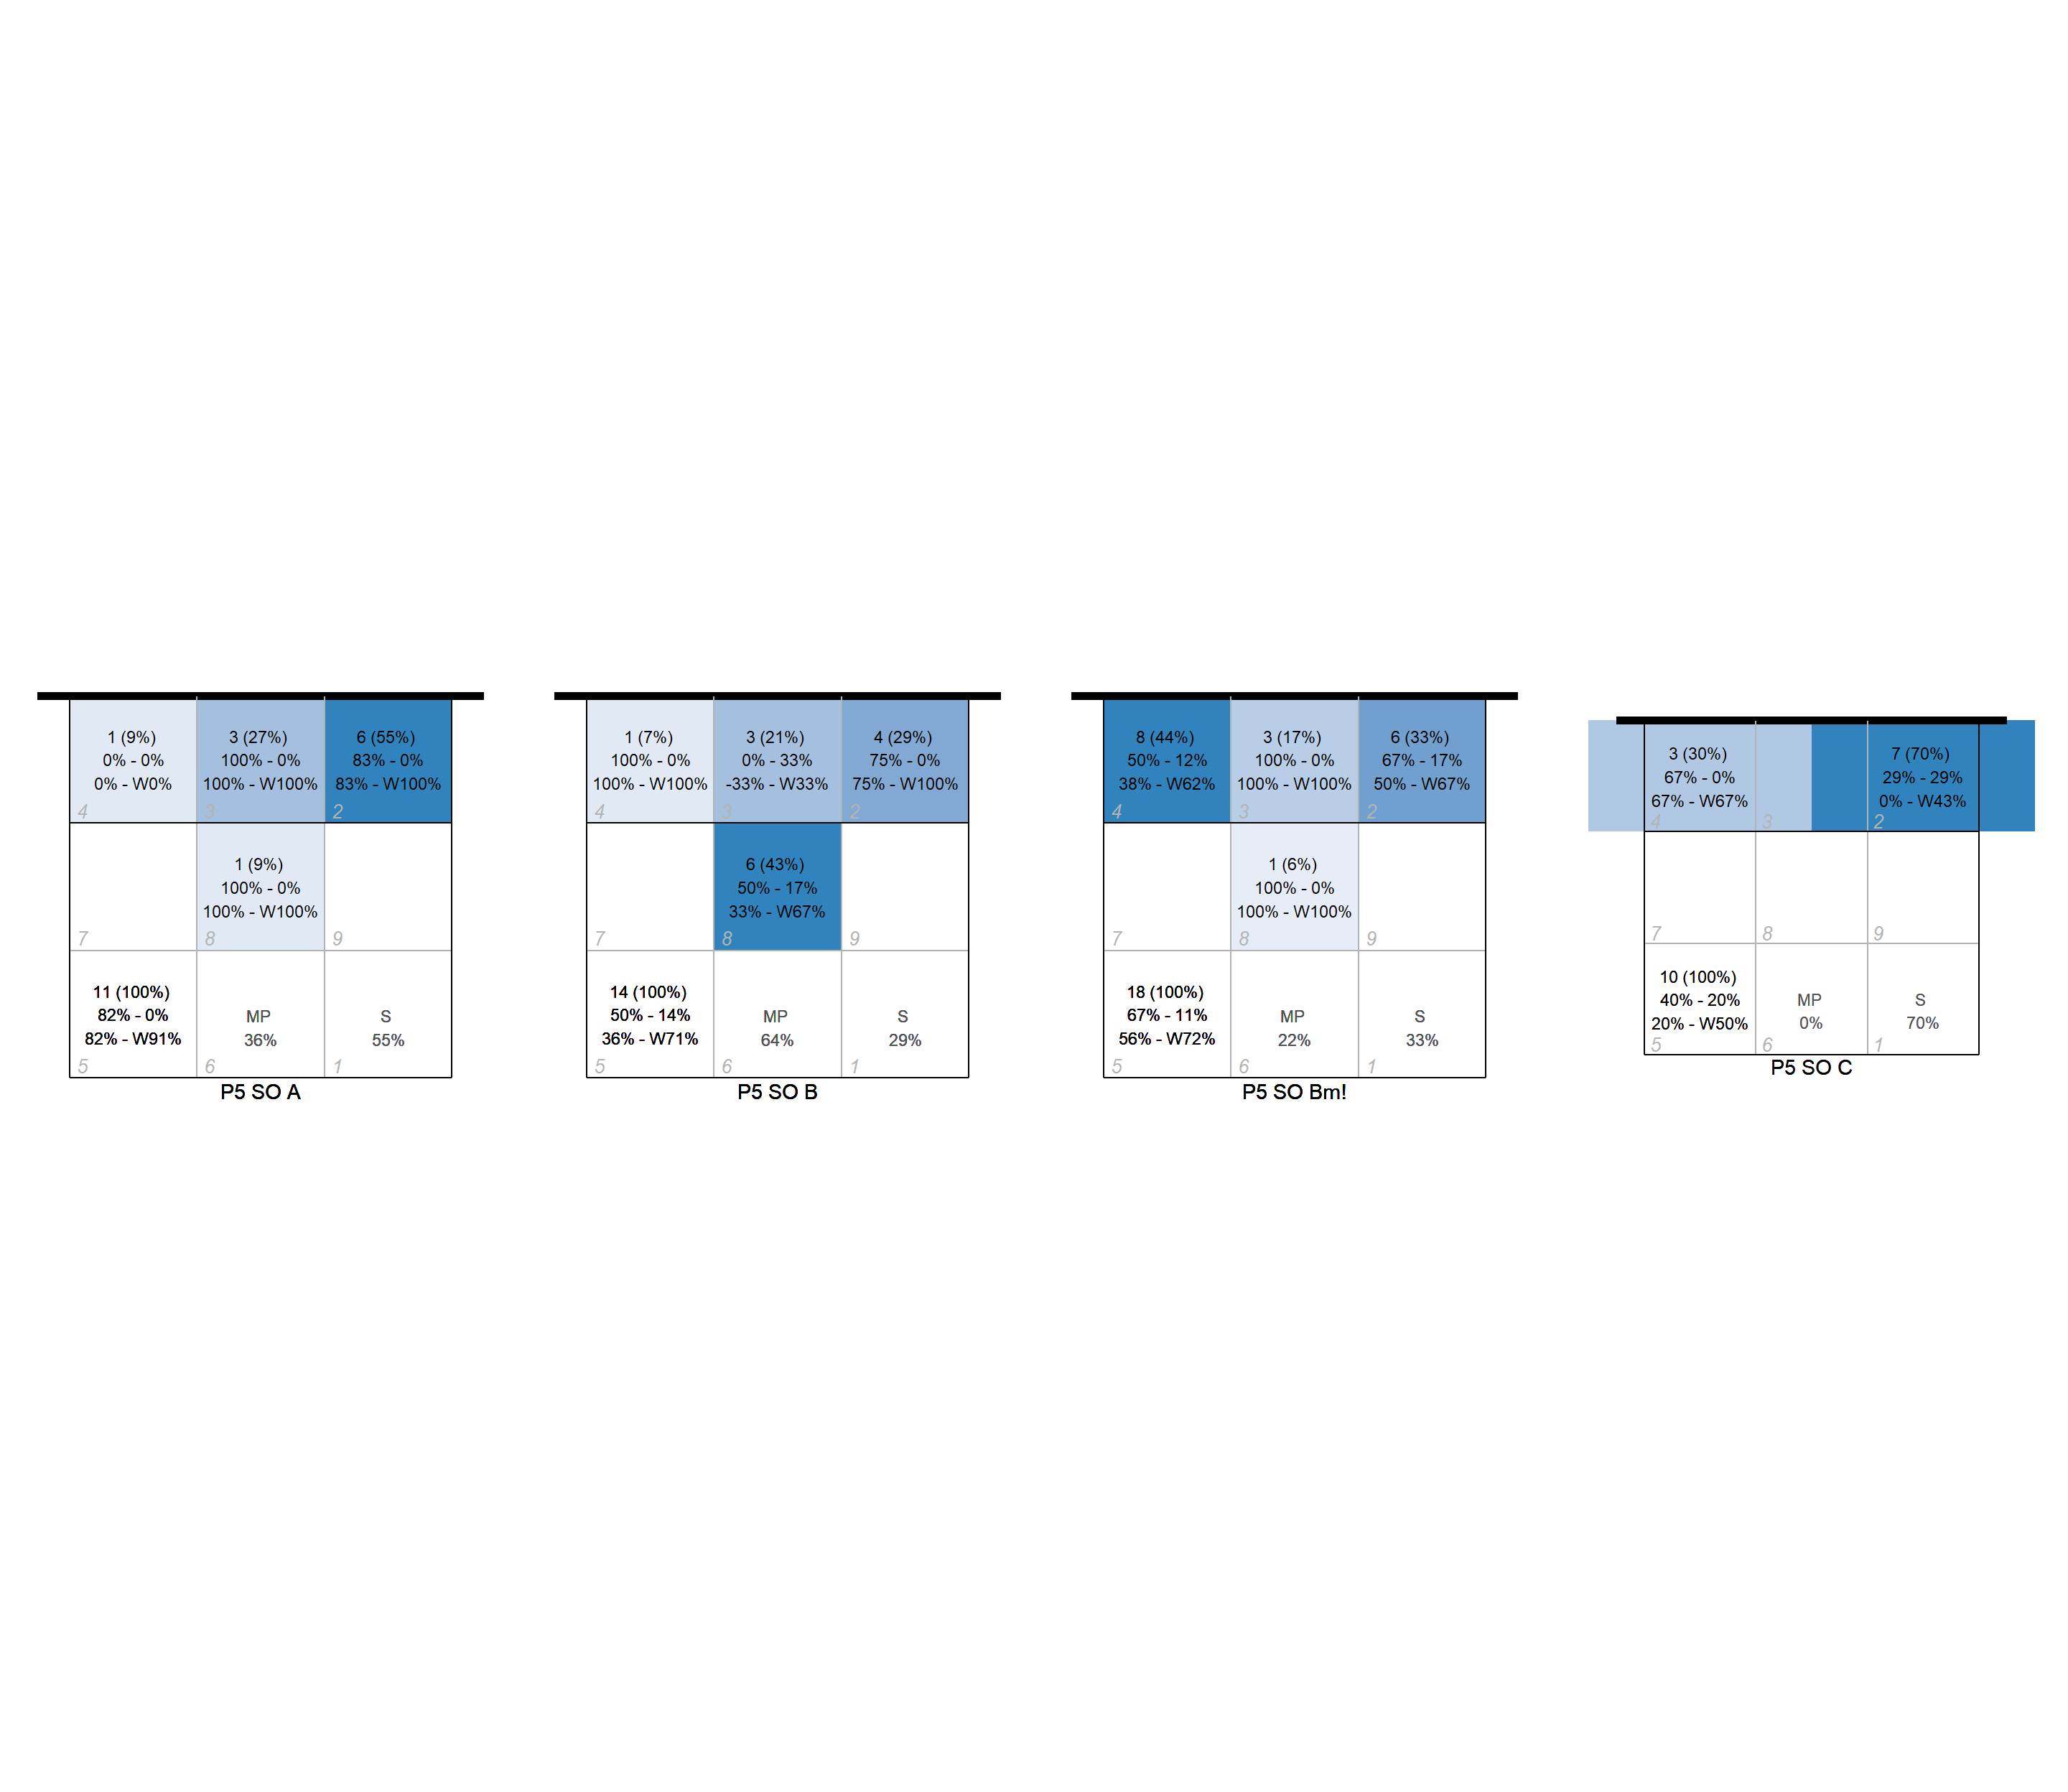 1 (9%)
0% - 0%
0% - W0%
4
3 (27%)
100% - 0%
100% - W100%
3
6 (55%)
83% - 0%
83% - W100%
2
7
1 (9%)
100% - 0%
100% - W100%
8
9
11 (100%)
82% - 0%
82% - W91%
5
MP
36%
6
S
55%
1
P5 SO A
1 (7%)
100% - 0%
100% - W100%
4
3 (21%)
0% - 33%
-33% - W33%
3
4 (29%)
75% - 0%
75% - W100%
2
7
6 (43%)
50% - 17%
33% - W67%
8
9
14 (100%)
50% - 14%
36% - W71%
5
MP
64%
6
S
29%
1
P5 SO B
8 (44%)
50% - 12%
38% - W62%
4
3 (17%)
100% - 0%
100% - W100%
3
6 (33%)
67% - 17%
50% - W67%
2
7
1 (6%)
100% - 0%
100% - W100%
8
9
18 (100%)
67% - 11%
56% - W72%
5
MP
22%
6
S
33%
1
P5 SO Bm!
3 (30%)
67% - 0%
67% - W67%
4
3
7 (70%)
29% - 29%
0% - W43%
2
7
8
9
10 (100%)
40% - 20%
20% - W50%
5
MP
0%
6
S
70%
1
P5 SO C